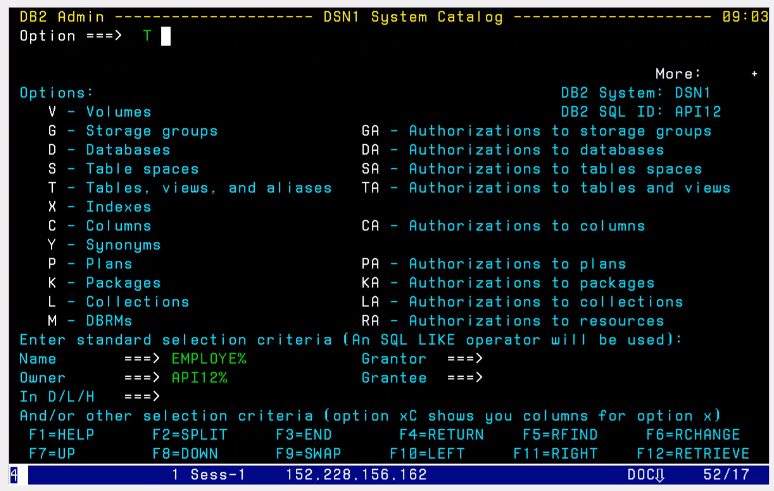 DB2 Admin -------------------- DSN1 System Catalog --------------------- 09:03
Option ===> T
More: +
Options: DB2 System: DSN1
V - Volumes DB2 SQL ID: API12
G - Storage groups GA - Authorizations to storage groups
D - Databases DA - Authorizations to databases
S - Table spaces SA - Authorizations to tables spaces
T - Tables, views, and aliases TA - Authorizations to tables and views
X - Indexes
C - Columns CA - Authorizations to columns
Y - Synonyms
P - Plans PA - Authorizations to plans
K - Packages KA - Authorizations to packages
L - Collections LA - Authorizations to collections
M - DBRMs RA - Authorizations to resources
Enter standard selection criteria (An SQL LIKE operator will be used):
Name ===> EMPLOYE% Grantor ===>
Owner ===> API12% Grantee ===>
In D/L/H ===>
And/or other selection criteria (option xC shows you columns for option x)
F1=HELP F2=SPLIT F3=END F4=RETURN F5=RFIND F6=RCHANGE
F7=UP F8=DOWN F9=SWAP F10=LEFT F11=RIGHT F12=RETRIEVE
4 1 Sess-1 152.228.156.162 DOC 52/17